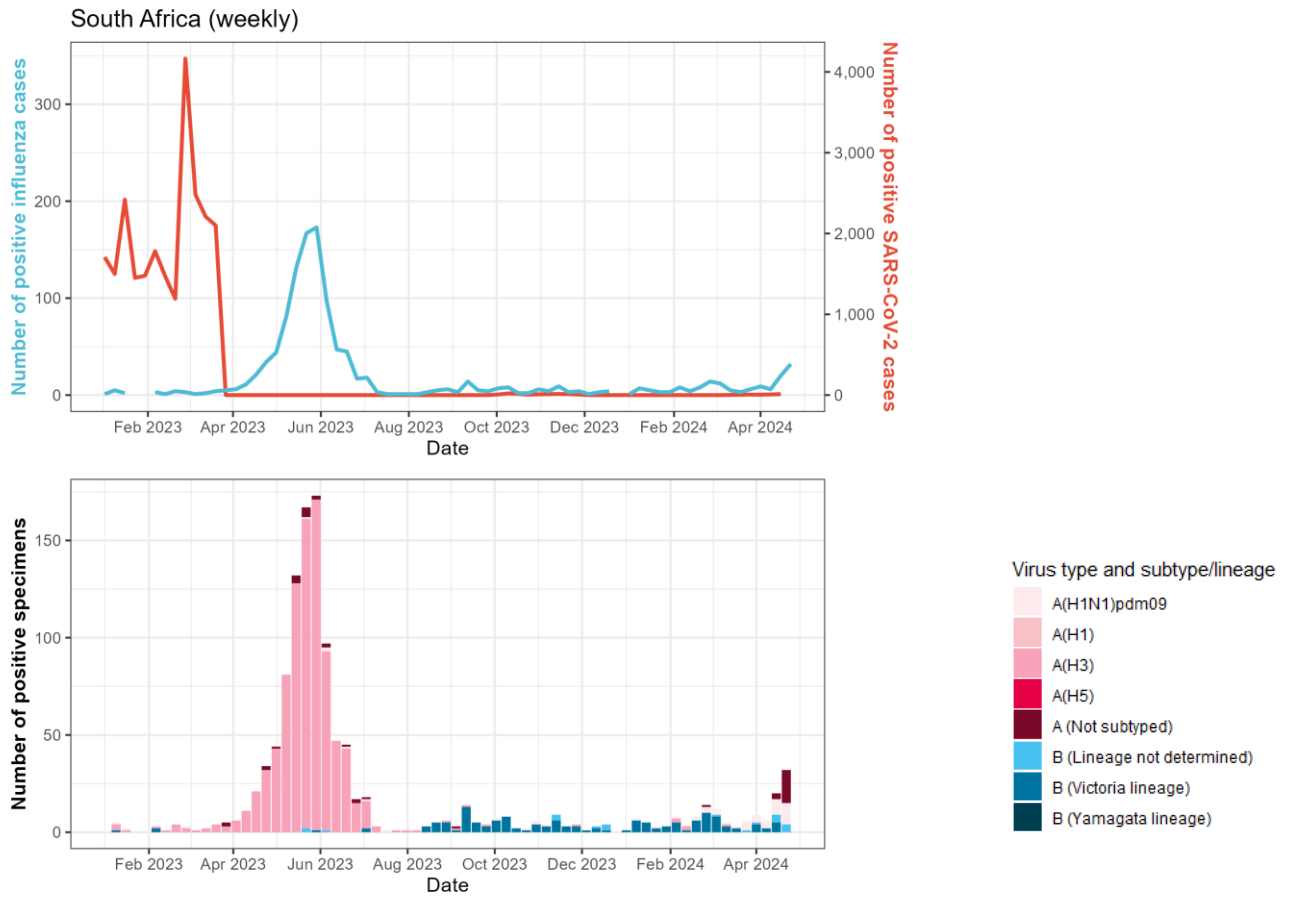 South Africa (weekly)
Number of positive influenza cases
300
200
100
0
4,000
3,000
2,000
1,000
0
Number of positive SARS-CoV-2 cases
Feb 2023 Apr 2023 Jun 2023 Aug 2023 Oct 2023 Dec 2023 Feb 2024 Apr 2024
Date
Number of positive specimens
150
100
50
0
Feb 2023 Apr 2023 Jun 2023 Aug 2023 Oct 2023 Dec 2023 Feb 2024 Apr 2024
Date
Virus type and subtype/lineage
A(H1N1)pdm09
A(H1)
A(H3)
A(H5)
A (Not subtyped)
B (Lineage not determined)
B (Victoria lineage)
B (Yamagata lineage)